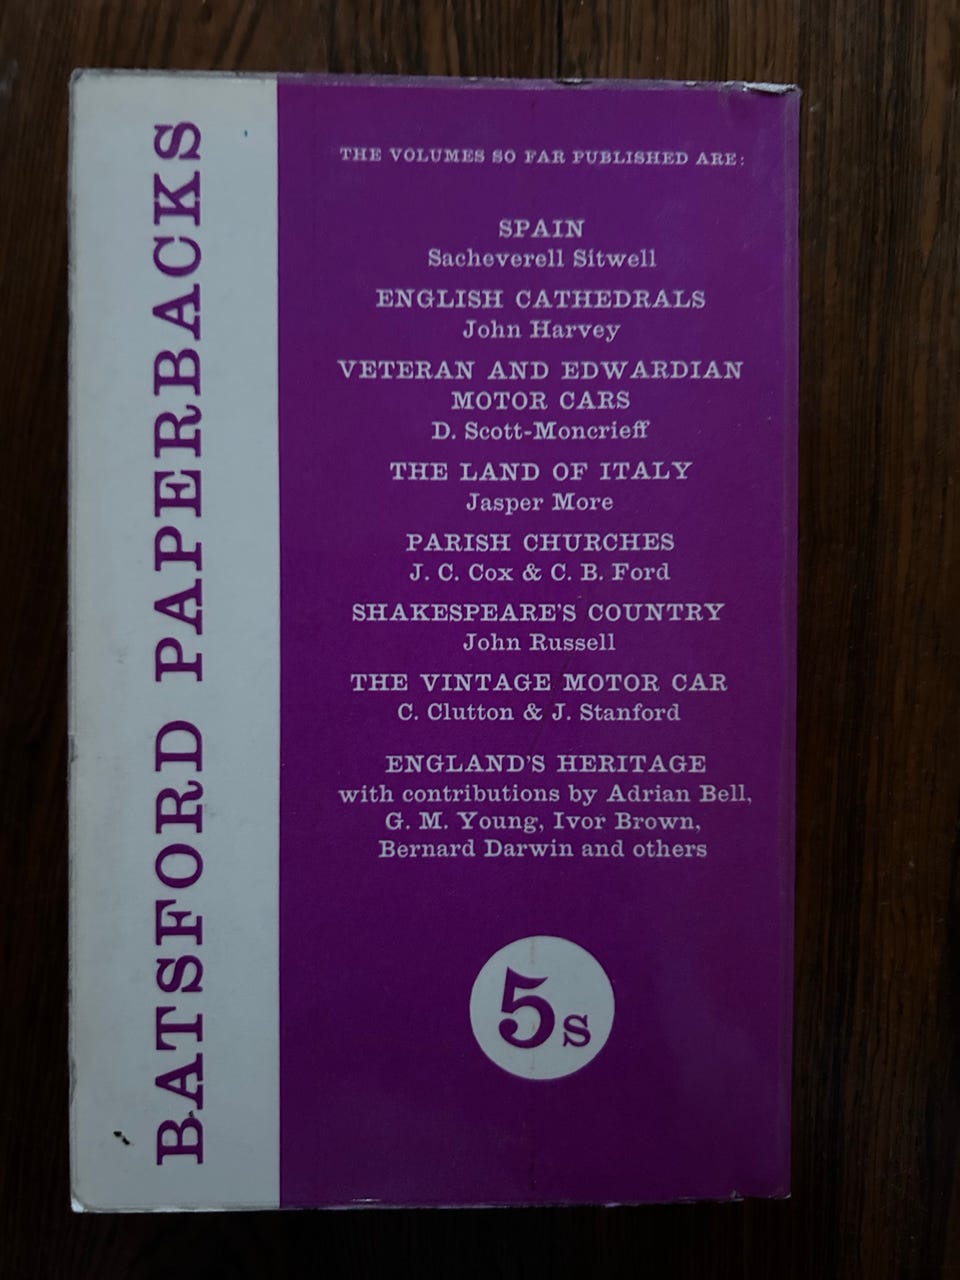 BATSFORD PAPERBACKS
THE VOLUMES SO FAR PUBLISHED ARE:
SPAIN
Sacheverell Sitwell
ENGLISH CATHEDRALS
John Harvey
VETERAN AND EDWARDIAN
MOTOR CARS
D. Scott-Moncrieff
THE LAND OF ITALY
Jasper More
PARISH CHURCHES
J. C. Cox & C. B. Ford
SHAKESPEARE'S COUNTRY
John Russell
THE VINTAGE MOTOR CAR
C. Clutton & J. Stanford
ENGLAND'S HERITAGE
with contributions by Adrian Bell,
G. M. Young, Ivor Brown,
Bernard Darwin and others
5s